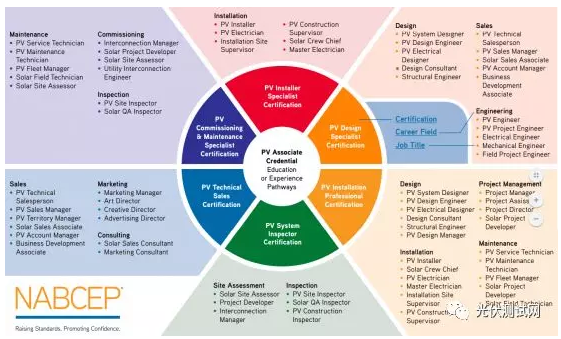 Maintenance
• PV Service Technician
• PV Maintenance
Technician
• PV Fleet Manager
• Solar Field Technician
• Solar Site Assessor
Commissioning
• Interconnection Manager
• Solar Project Developer
• Solar Site Assessor
• Utility Interconnection
Engineer
Inspection
• PV Site Inspector
• Solar QA Inspector
Installation
• PV Installer
• PV Electrician
• Installation Site
Supervisor
• PV Construction
Supervisor
• Solar Crew Chief
• Master Electrician
Design
• PV System Designer
• PV Design Engineer
• PV Electrical
Designer
• Design Consultant
• Structural Engineer
Sales
• PV Technical
Salesperson
• PV Sales Manager
• Solar Sales Associate
• PV Account Manager
• Business
Development
Associate
Engineering
• PV Engineer
• PV Project Engineer
• Electrical Engineer
• Mechanical Engineer
• Field Project Engineer
Certification
Career Field
Job Title
PV Installer
Specialist
Certification
PV
Commissioning
& Maintenance
Specialist
Certification
PV Design
Specialist
Certification
PV Associate
Credential
Education
or Experience
Pathways
PV Technical
Sales
Certification
PV Installation
Professional
Certification
PV System
Inspector
Certification
Sales
• PV Technical
Salesperson
• PV Sales Manager
• PV Territory Manager
• Solar Sales Associate
• PV Account Manager
• Business Development
Associate
Marketing
• Marketing Manager
• Art Director
• Creative Director
• Advertising Director
Consulting
• Solar Sales Consultant
• Marketing Consultant
Site Assessment
• Solar Site Assessor
• Project Developer
• Interconnection
Manager
Inspection
• PV Site Inspector
• Solar QA Inspector
• PV Construction
Inspector
Design
• PV System Designer
• PV Design Engineer
• PV Electrical Designer
• Design Consultant
• Structural Engineer
• PV Design Manager
Installation
• PV Installer
• Solar Crew Chief
• PV Electrician
• Master Electrician
• Installation Site
Supervisor
• PV Construction
Supervisor
Project Management
• Project Manager
• Project
• Project Director
• Solar Project
Developer
Maintenance
• PV Service Technician
• PV Maintenance
Technician
• PV Fleet Manager
• Solar
• Solar Field Technician
NABCEP
Raising Standards. Promoting Confidence.
光伏测试网